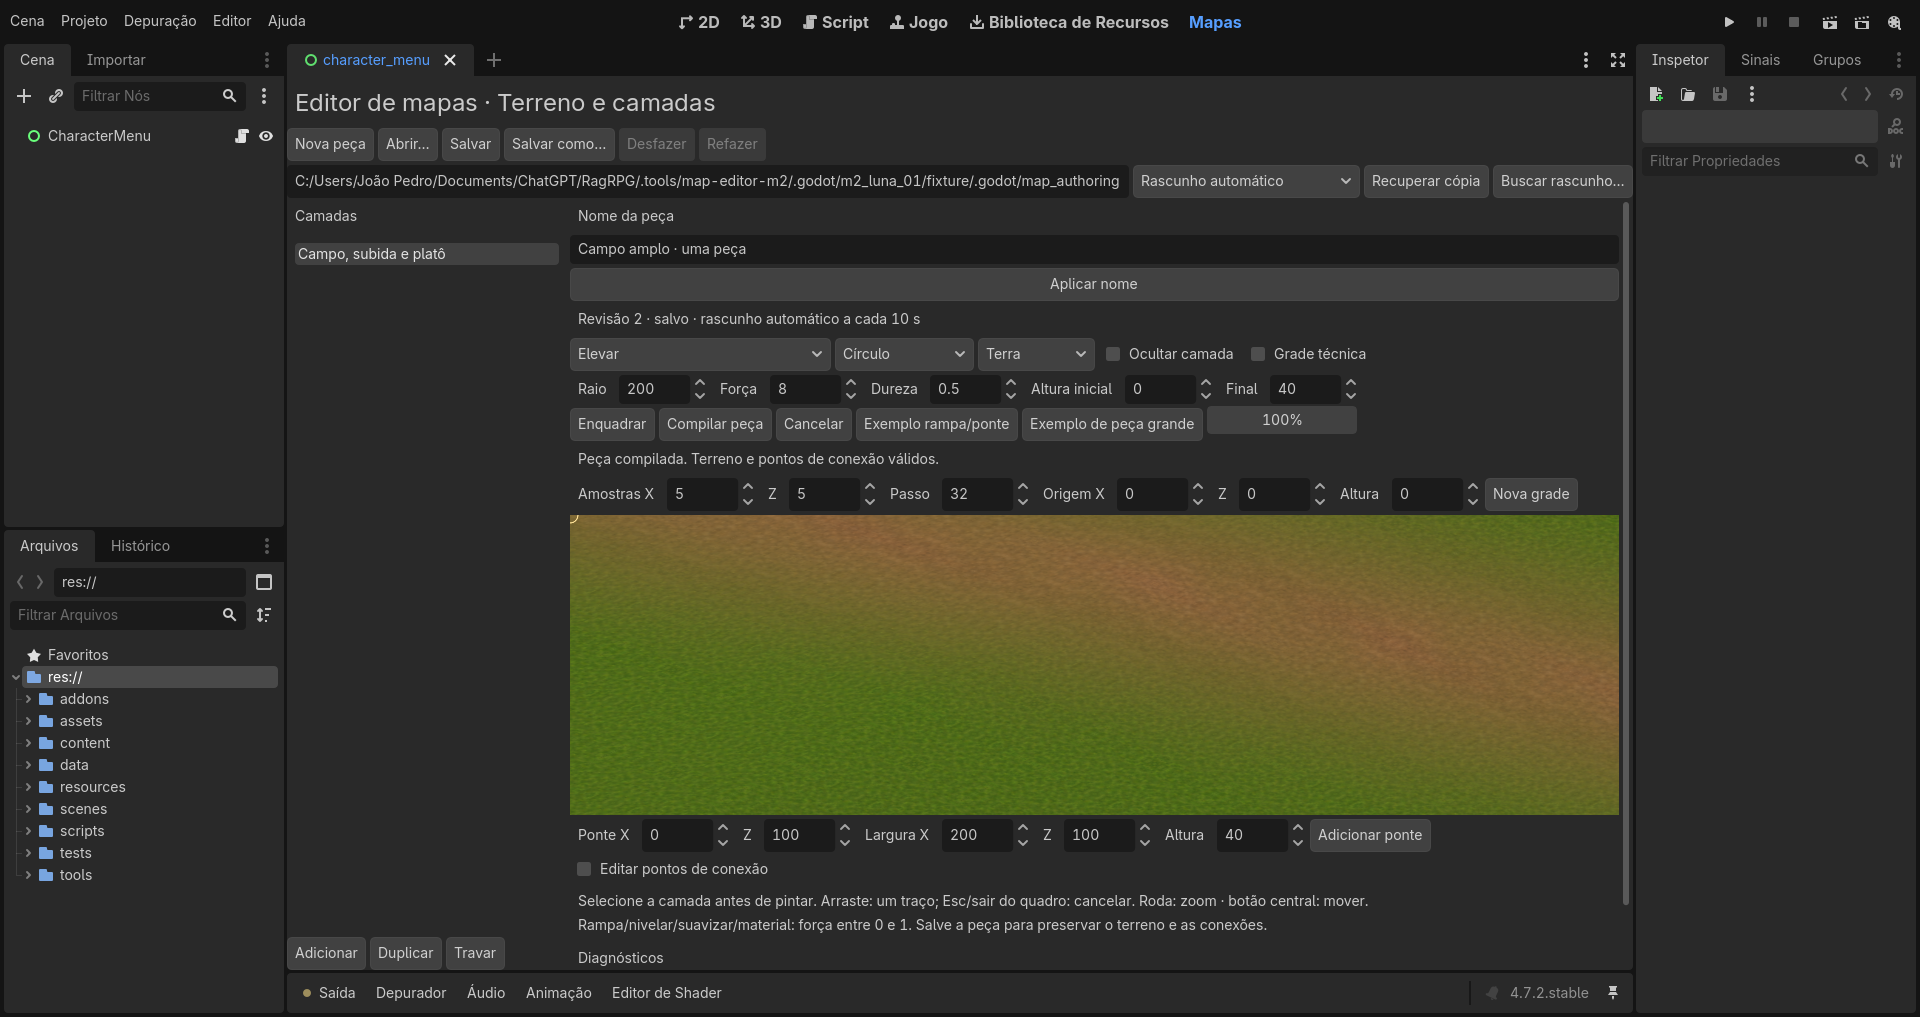 Cena Projeto Depuração Editor Ajuda
2D 3D Script Jogo Biblioteca de Recursos Mapas
Cena Importar
Filtrar Nós
CharacterMenu
character_menu
Editor de mapas · Terreno e camadas
Nova peça Abrir... Salvar Salvar como... Desfazer Refazer
C:/Users/João Pedro/Documents/ChatGPT/RagRPG/.tools/map-editor-m2/.godot/m2_luna_01/fixture/.godot/map_authoring
Rascunho automático Recuperar cópia Buscar rascunho...
Camadas
Campo, subida e platô
Nome da peça
Campo amplo · uma peça
Aplicar nome
Revisão 2 · salvo · rascunho automático a cada 10 s
Elevar Círculo Terra Ocultar camada Grade técnica
Raio 200 Força 8 Dureza 0.5 Altura inicial 0 Final 40
Enquadrar Compilar peça Cancelar Exemplo rampa/ponte Exemplo de peça grande 100%
Peça compilada. Terreno e pontos de conexão válidos.
Amostras X 5 Z 5 Passo 32 Origem X 0 Z 0 Altura 0 Nova grade
Ponte X 0 Z 100 Largura X 200 Z 100 Altura 40 Adicionar ponte
Editar pontos de conexão
Selecione a camada antes de pintar. Arraste: um traço; Esc/sair do quadro: cancelar. Roda: zoom · botão central: mover.
Rampa/nivelar/suavizar/material: força entre 0 e 1. Salve a peça para preservar o terreno e as conexões.
Diagnósticos
Adicionar Duplicar Travar
Saída Depurador Áudio Animação Editor de Shader
4.7.2.stable
Arquivos Histórico
res://
Filtrar Arquivos
Favoritos
res://
addons
assets
content
data
resources
scenes
scripts
tests
tools
Inspetor Sinais Grupos
DOC
Filtrar Propriedades